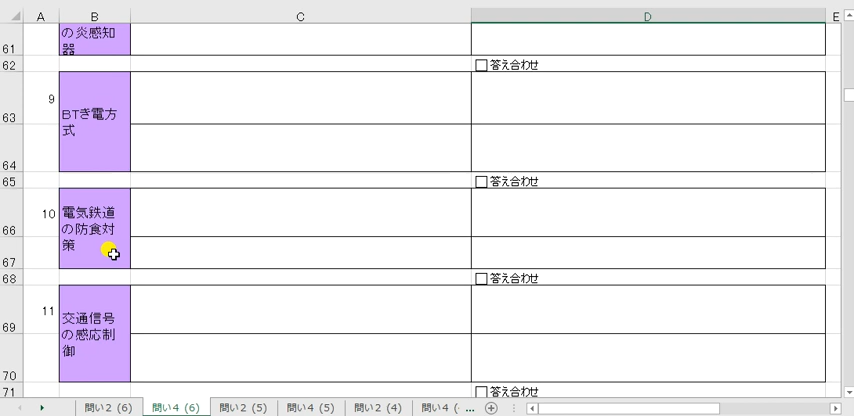 A B C D E
の炎感知
器
61
62 答え合わせ
9
BTき電方
式
63
64
65 答え合わせ
10
電気鉄道
の防食対
策
66
67
68 答え合わせ
11
交通信号
の感応制
御
69
70
71 答え合わせ
問い2 (6) 問い4 (6) 問い2 (5) 問い4 (5) 問い2 (4) 問い4 ( ...